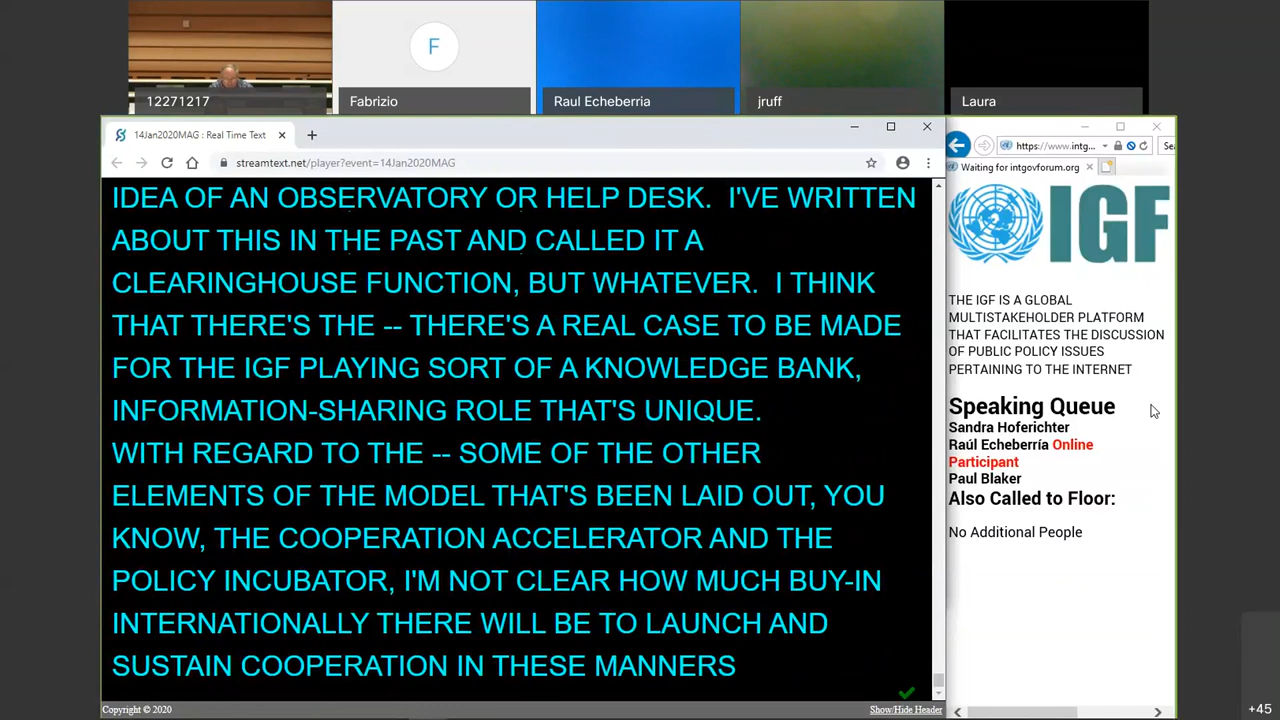 F
12271217
Fabrizio
Raul Echeberria
jruff
Laura
14Jan2020MAG : Real Time Text
streamtext.net/player?event=14Jan2020MAG
IDEA OF AN OBSERVATORY OR HELP DESK. I'VE WRITTEN
ABOUT THIS IN THE PAST AND CALLED IT A
CLEARINGHOUSE FUNCTION, BUT WHATEVER. I THINK
THAT THERE'S THE -- THERE'S A REAL CASE TO BE MADE
FOR THE IGF PLAYING SORT OF A KNOWLEDGE BANK,
INFORMATION-SHARING ROLE THAT'S UNIQUE.
WITH REGARD TO THE -- SOME OF THE OTHER
ELEMENTS OF THE MODEL THAT'S BEEN LAID OUT, YOU
KNOW, THE COOPERATION ACCELERATOR AND THE
POLICY INCUBATOR, I'M NOT CLEAR HOW MUCH BUY-IN
INTERNATIONALLY THERE WILL BE TO LAUNCH AND
SUSTAIN COOPERATION IN THESE MANNERS
Copyright © 2020
Show/Hide Header
https://www.intg...
Sea
Waiting for intgovforum.org
IGF
THE IGF IS A GLOBAL
MULTISTAKEHOLDER PLATFORM
THAT FACILITATES THE DISCUSSION
OF PUBLIC POLICY ISSUES
PERTAINING TO THE INTERNET
Speaking Queue
Sandra Hoferichter
Raúl Echeberría Online
Participant
Paul Blaker
Also Called to Floor:
No Additional People
+45